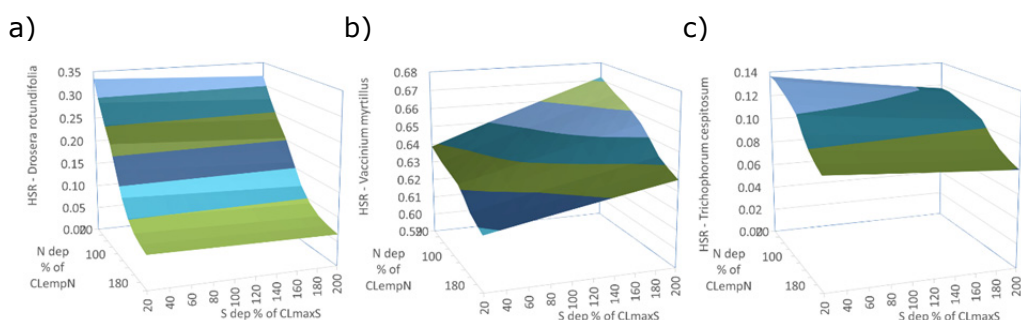 a)
HSR - Drosera rotundifolia
0.35
0.30
0.25
0.20
0.15
0.10
0.05
0.00
20
100
180
N dep
% of
CLempN
20 40 60 80 100 120 140 160 180 200
S dep % of CLmaxS
b)
HSR - Vaccinium myrtillus
0.68
0.67
0.66
0.65
0.64
0.63
0.62
0.61
0.60
0.59
20
100
180
N dep
% of
CLempN
20 40 60 80 100 120 140 160 180 200
S dep % of CLmaxS
c)
HSR - Trichophorum cespitosum
0.14
0.12
0.10
0.08
0.06
0.04
0.02
0.00
20
100
180
N dep
% of
CLempN
20 40 60 80 100 120 140 160 180 200
S dep % of CLmaxS